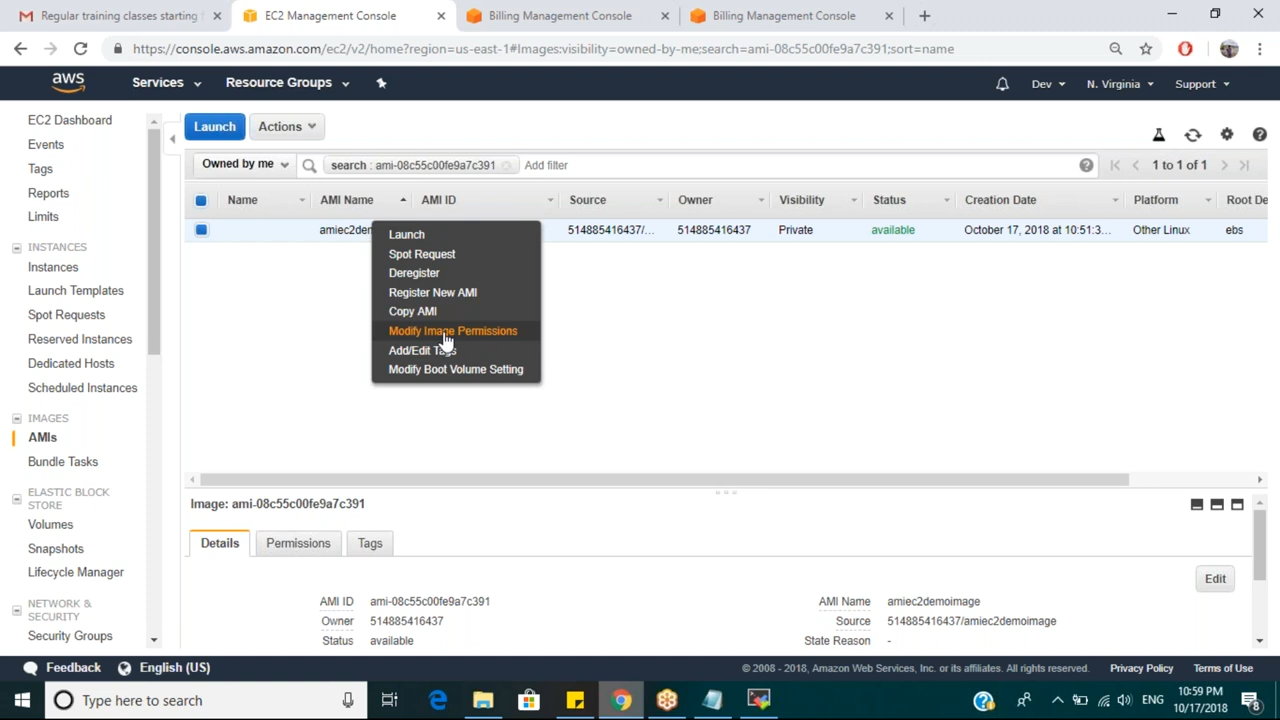 Regular training classes starting
EC2 Management Console
Billing Management Console
Billing Management Console
https://console.aws.amazon.com/ec2/v2/home?region=us-east-1#Images:visibility=owned-by-me;search=ami-08c55c00fe9a7c391;sort=name
aws Services Resource Groups Dev N. Virginia Support
EC2 Dashboard
Events
Tags
Reports
Limits
INSTANCES
Instances
Launch Templates
Spot Requests
Reserved Instances
Dedicated Hosts
Scheduled Instances
IMAGES
AMIs
Bundle Tasks
ELASTIC BLOCK
STORE
Volumes
Snapshots
Lifecycle Manager
NETWORK &
SECURITY
Security Groups
Launch Actions
Owned by me search : ami-08c55c00fe9a7c391 Add filter 1 to 1 of 1
Name AMI Name AMI ID Source Owner Visibility Status Creation Date Platform Root De
amiec2den 514885416437/... 514885416437 Private available October 17, 2018 at 10:51:3... Other Linux ebs
Launch
Spot Request
Deregister
Register New AMI
Copy AMI
Modify Image Permissions
Add/Edit Tags
Modify Boot Volume Setting
Image: ami-08c55c00fe9a7c391
Details Permissions Tags
Edit
AMI ID ami-08c55c00fe9a7c391 AMI Name amiec2demoimage
Owner 514885416437 Source 514885416437/amiec2demoimage
Status available State Reason -
Feedback English (US) © 2008 - 2018, Amazon Web Services, Inc. or its affiliates. All rights reserved. Privacy Policy Terms of Use
Type here to search ENG 10:59 PM
10/17/2018 8